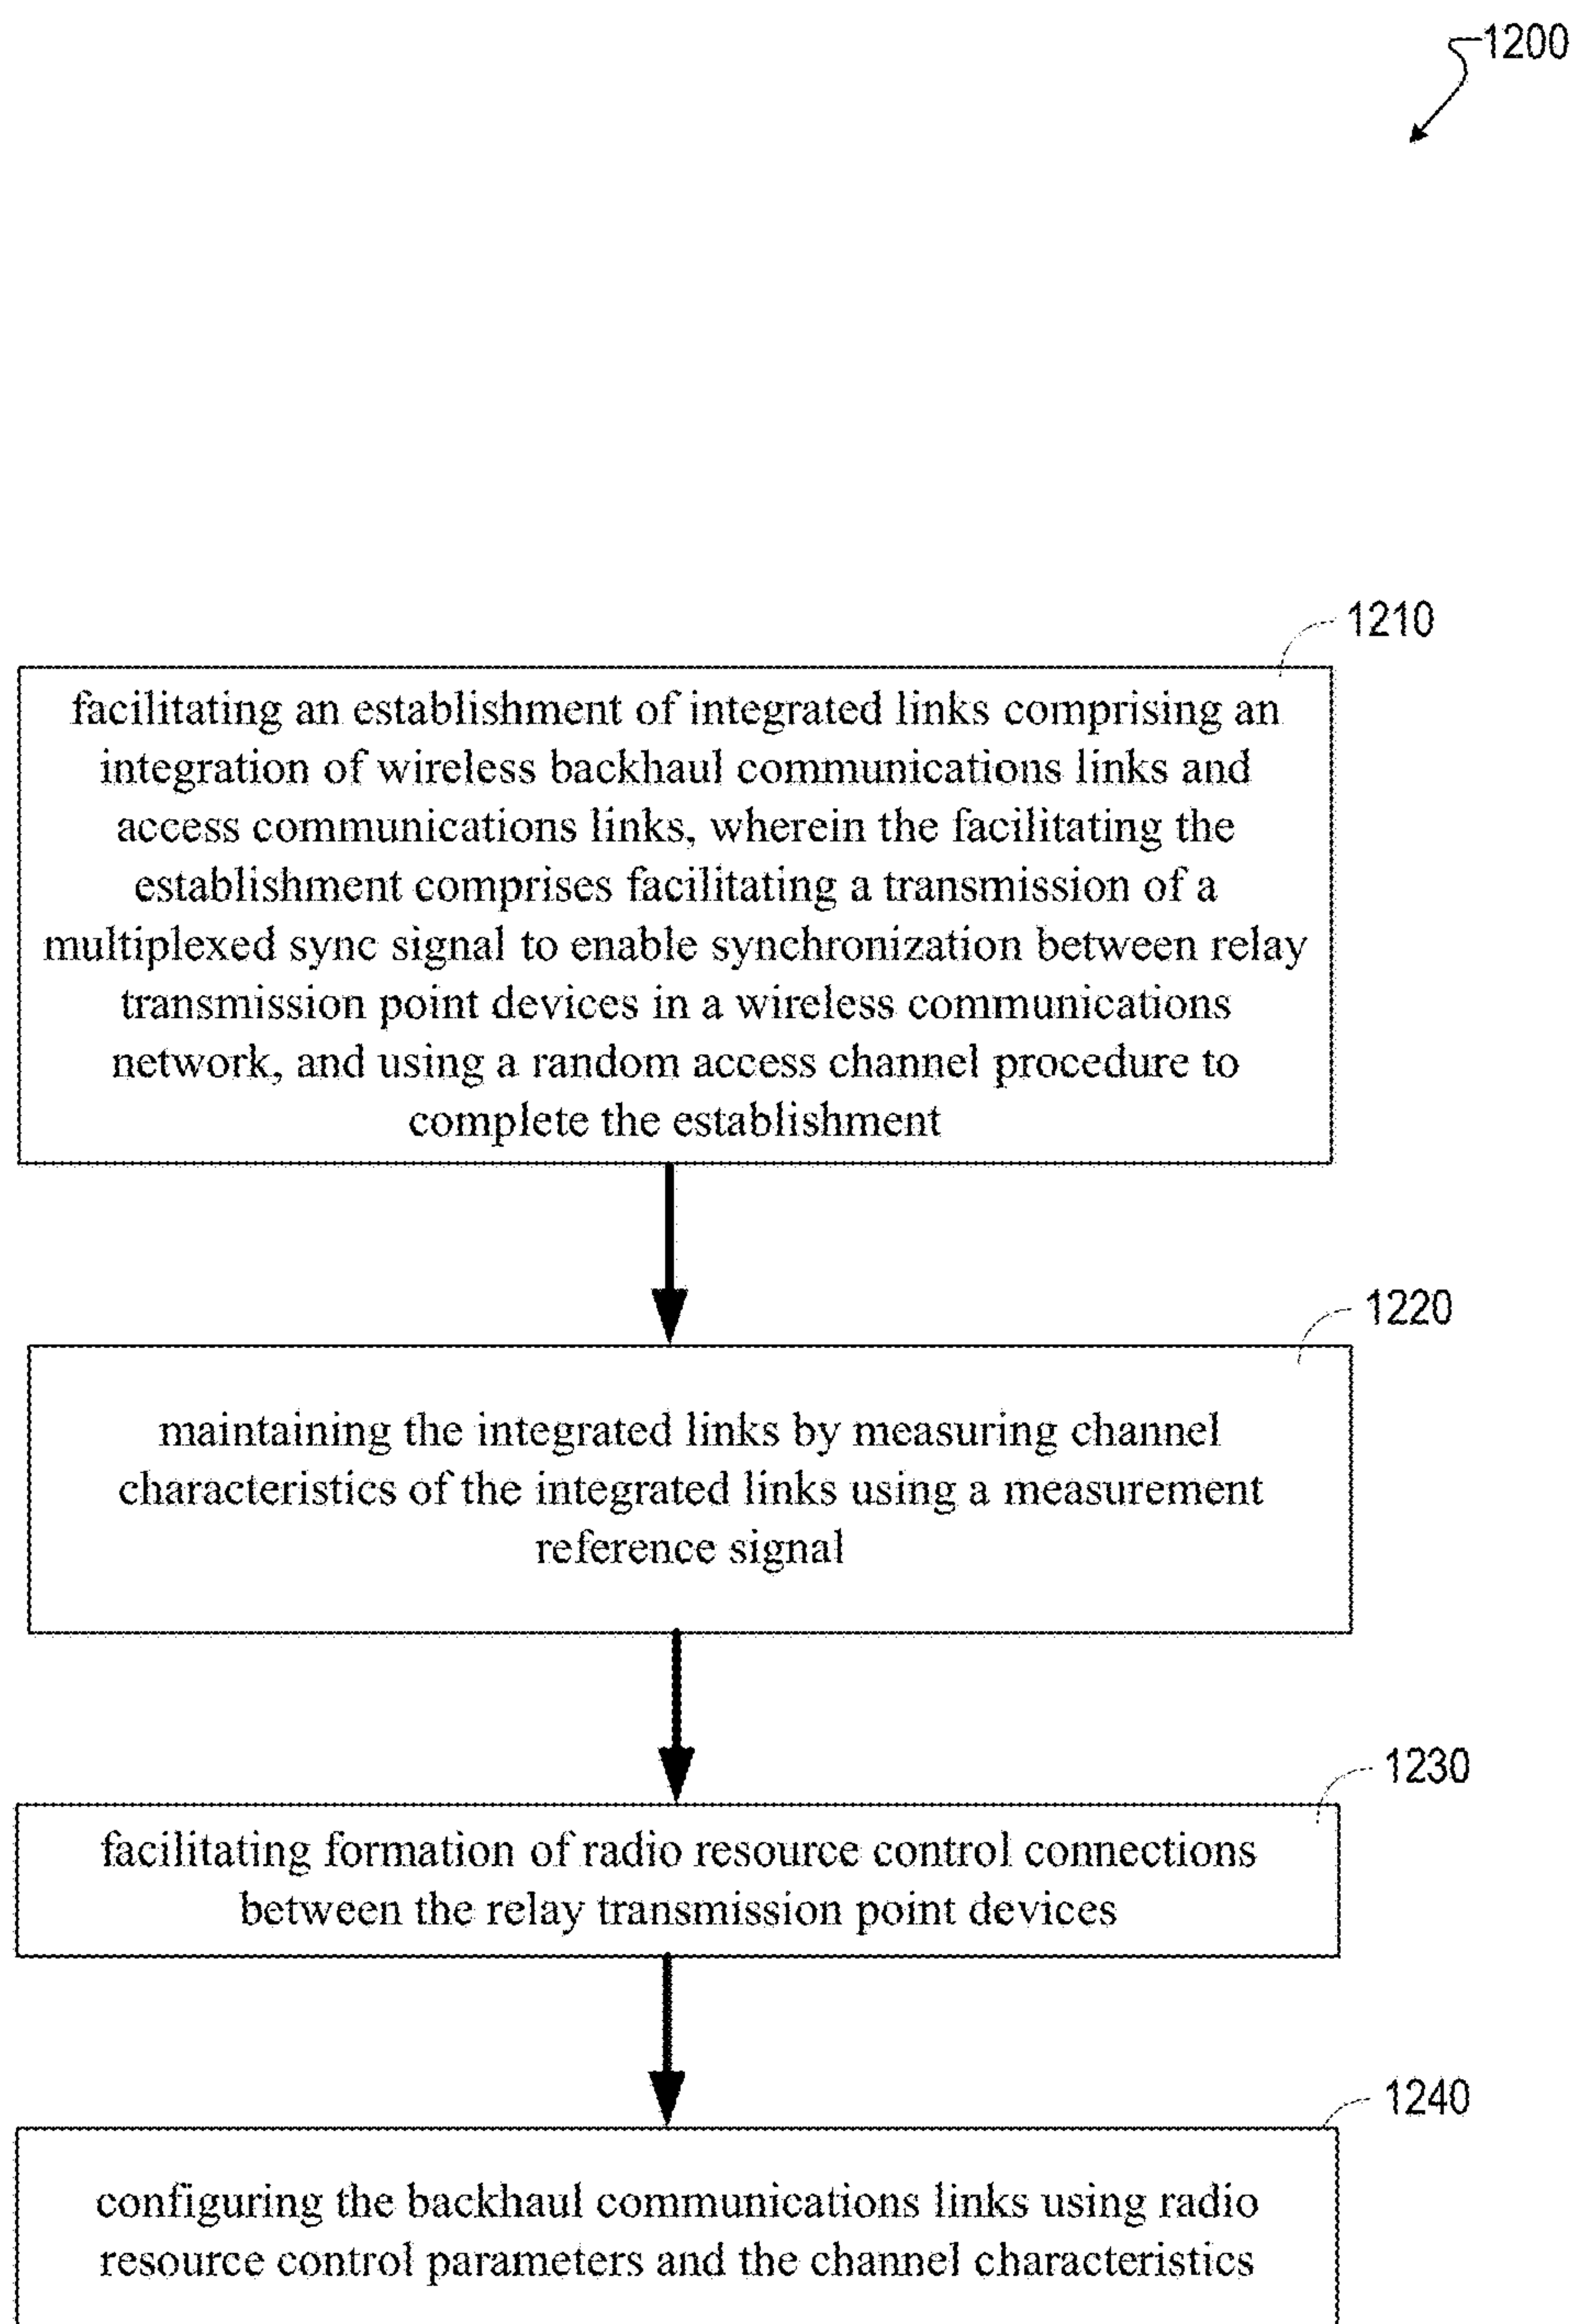 1200
1210
facilitating an establishment of integrated links comprising an
integration of wireless backhaul communications links and
access communications links, wherein the facilitating the
establishment comprises facilitating a transmission of a
multiplexed sync signal to enable synchronization between relay
transmission point devices in a wireless communications
network, and using a random access channel procedure to
complete the establishment
1220
maintaining the integrated links by measuring channel
characteristics of the integrated links using a measurement
reference signal
1230
facilitating formation of radio resource control connections
between the relay transmission point devices
1240
configuring the backhaul communications links using radio
resource control parameters and the channel characteristics